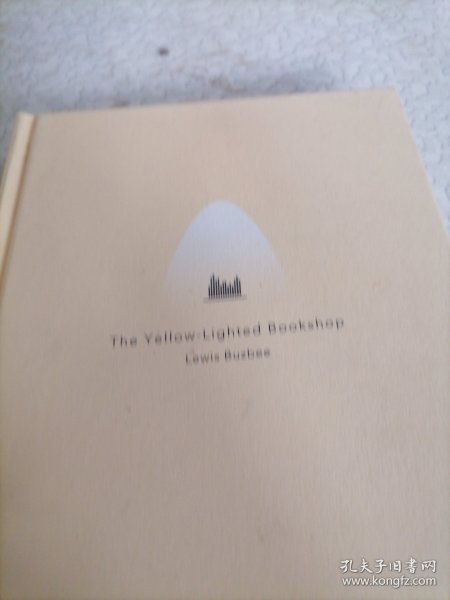 The Yellow-Lighted Bookshop
Lewis Buzbee
孔夫子旧书网
www.kongfz.com